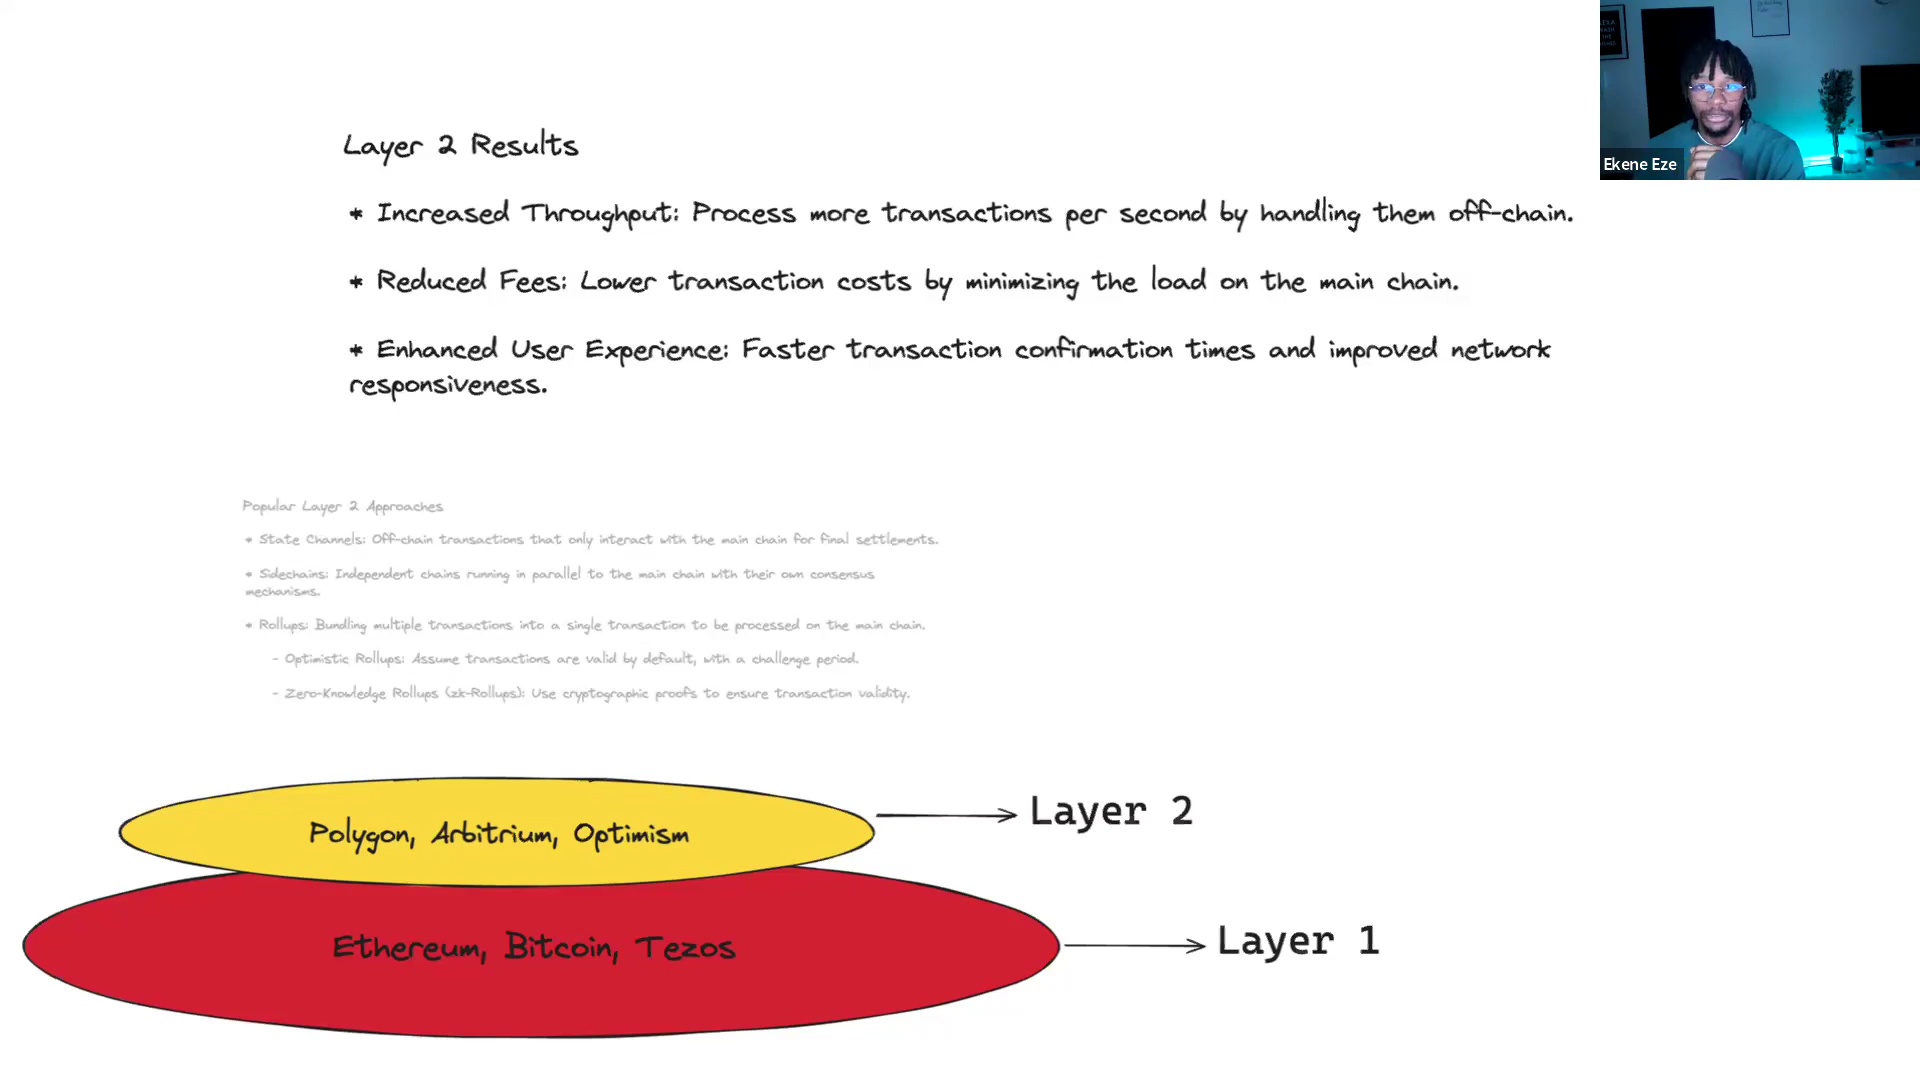 Layer 2 Results
* Increased Throughput: Process more transactions per second by handling them off-chain.
* Reduced Fees: Lower transaction costs by minimizing the load on the main chain.
* Enhanced User Experience: Faster transaction confirmation times and improved network
responsiveness.
Ekene Eze
Popular Layer 2 Approaches
* State Channels: Off-chain transactions that only interact with the main chain for final settlements.
* Sidechains: Independent chains running in parallel to the main chain with their own consensus
mechanisms.
* Rollups: Bundling multiple transactions into a single transaction to be processed on the main chain.
- Optimistic Rollups: Assume transactions are valid by default, with a challenge period.
- Zero-Knowledge Rollups (zk-Rollups): Use cryptographic proofs to ensure transaction validity.
Polygon, Arbitrium, Optimism
Layer 2
Ethereum, Bitcoin, Tezos
Layer 1